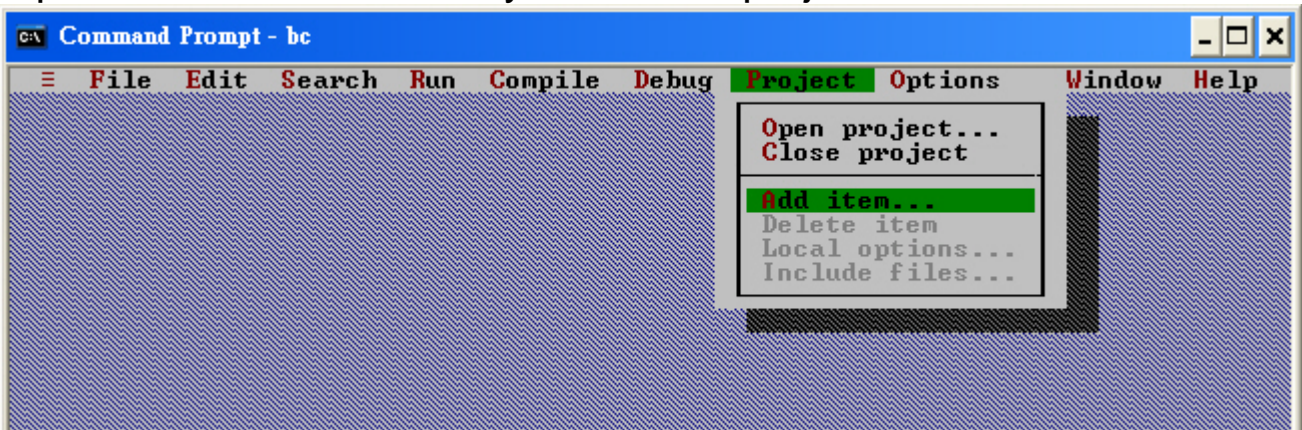 Command Prompt - bc
≡ File Edit Search Run Compile Debug Project Options Window Help
Open project...
Close project
Add item...
Delete item
Local options...
Include files...